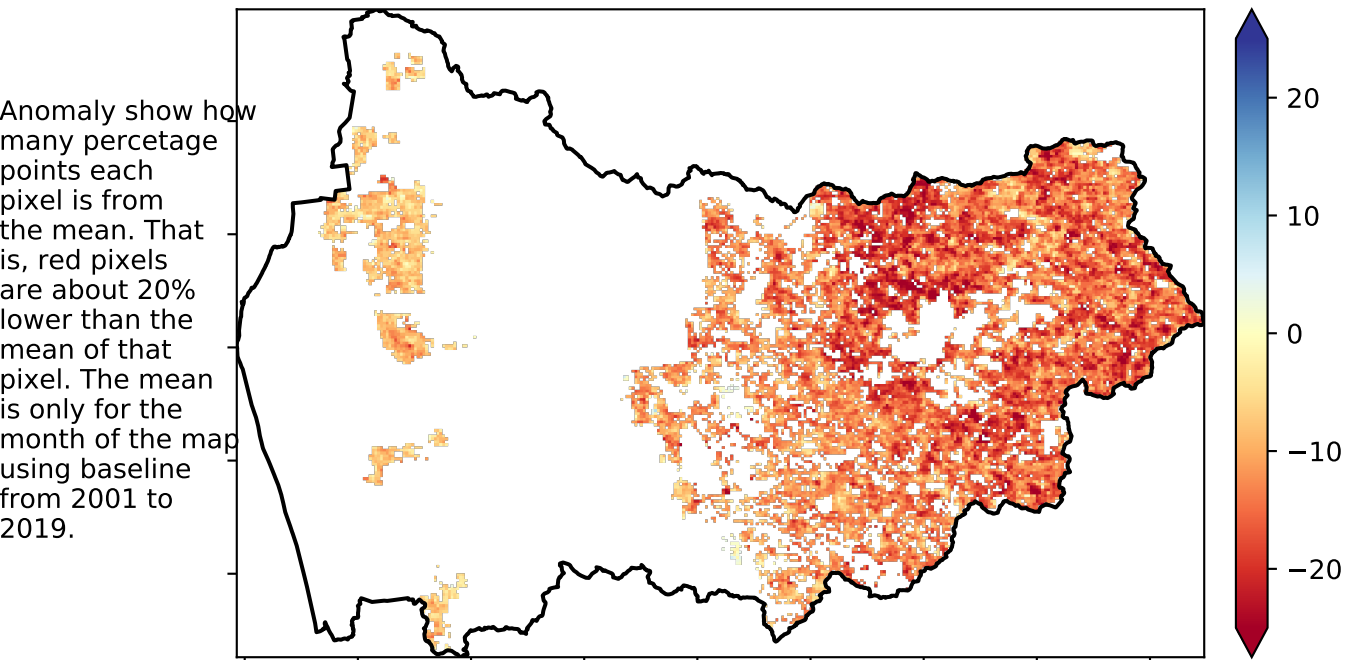 Anomaly show how
many percetage
points each
pixel is from
the mean. That
is, red pixels
are about 20%
lower than the
mean of that
pixel. The mean
is only for the
month of the map
using baseline
from 2001 to
2019.
20
10
0
−10
−20